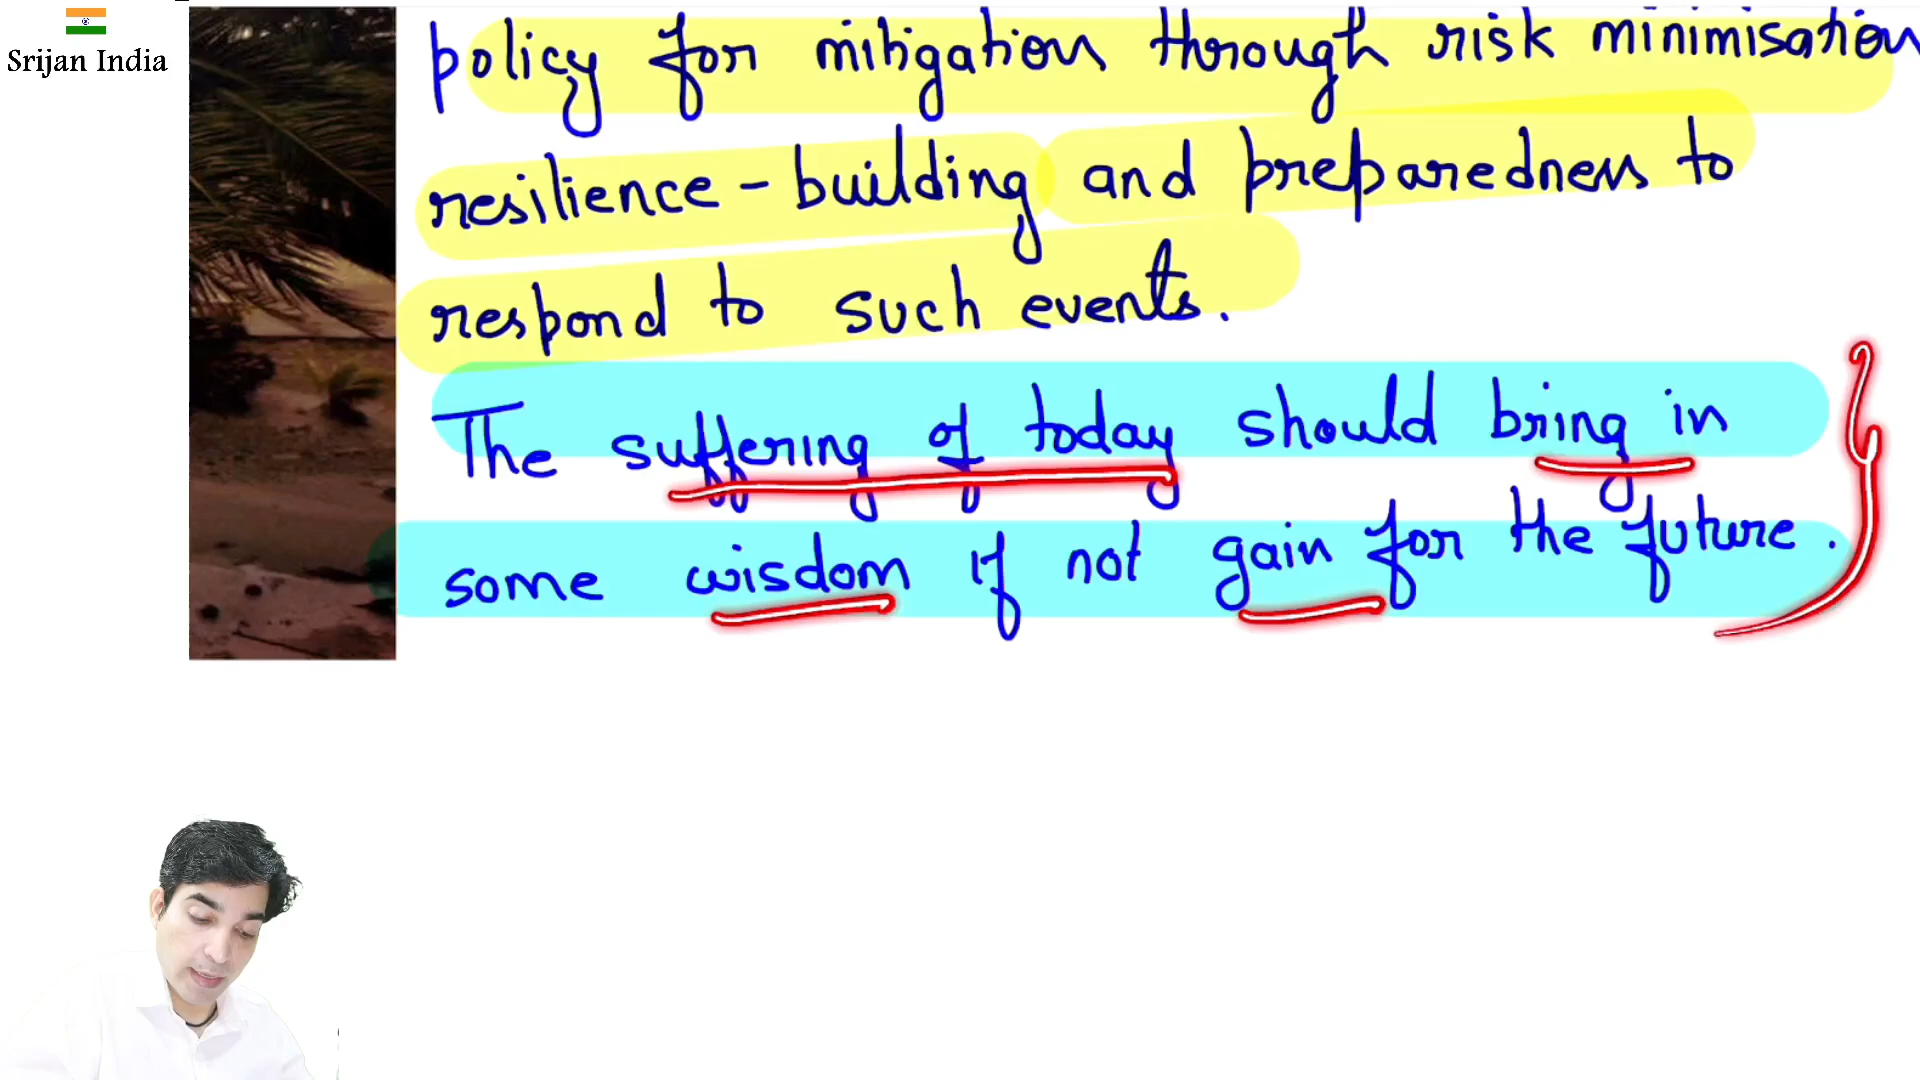 Srijan India
policy for mitigation through risk minimisation
resilience - building and preparedness to
respond to such events.
The suffering of today should bring in
some wisdom if not gain for the future.